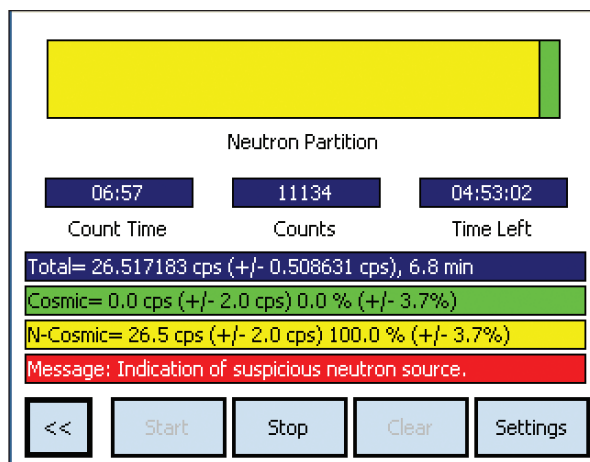 Neutron Partition
06:57 11134 04:53:02
Count Time Counts Time Left
Total= 26.517183 cps (+/- 0.508631 cps), 6.8 min
Cosmic= 0.0 cps (+/- 2.0 cps) 0.0 % (+/- 3.7%)
N-Cosmic= 26.5 cps (+/- 2.0 cps) 100.0 % (+/- 3.7%)
Message: Indication of suspicious neutron source.
<< Start Stop Clear Settings